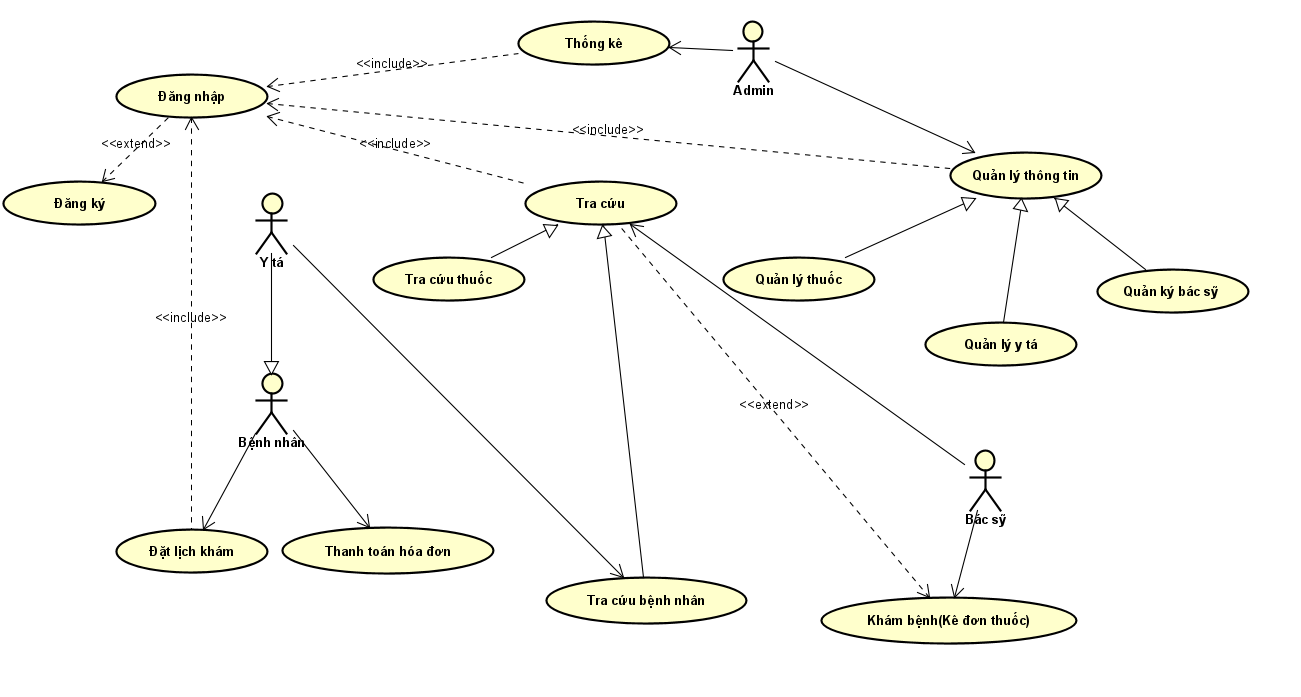 Thống kê
Admin
<<include>>
Đăng nhập
<<include>>
<<extend>>
<<include>>
Quản lý thông tin
Đăng ký
Tra cứu
Y tá
Tra cứu thuốc
Quản lý thuốc
Quản ký bác sỹ
<<include>>
Quản lý y tá
<<extend>>
Bệnh nhân
Bác sỹ
Đặt lịch khám
Thanh toán hóa đơn
Tra cứu bệnh nhân
Khám bệnh(Kê đơn thuốc)